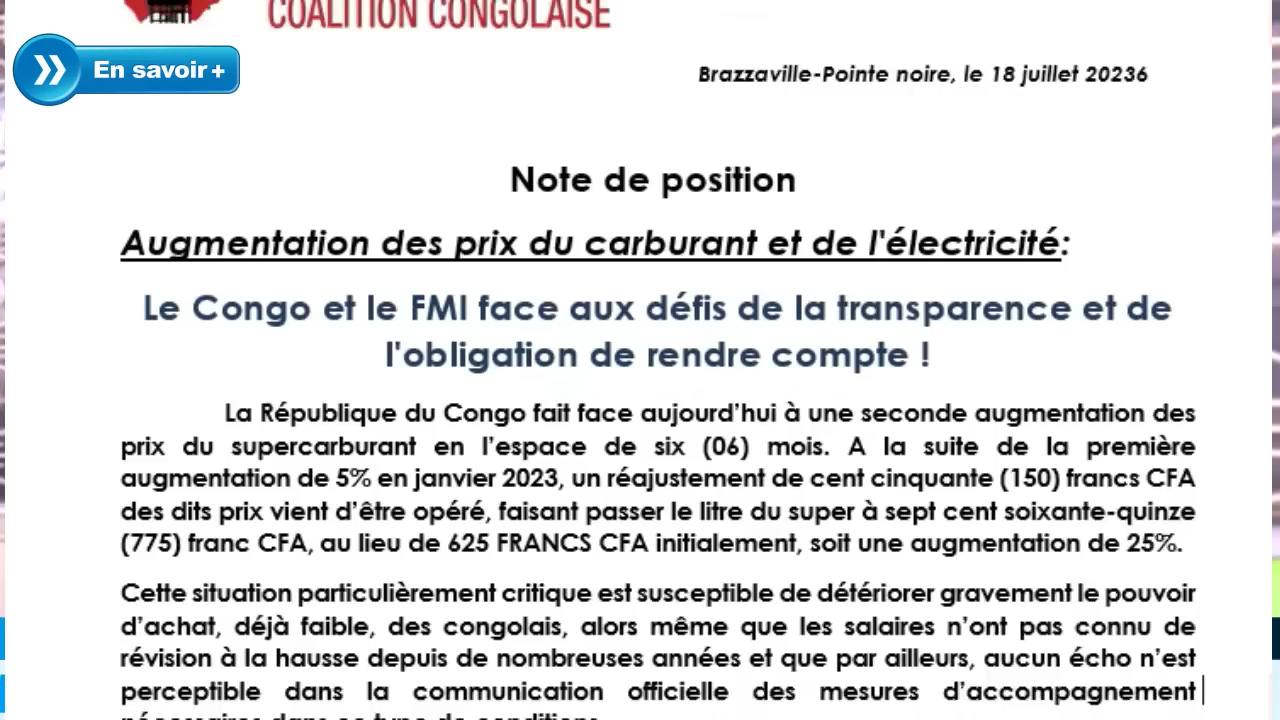 COALITION CONGOLAISE
En savoir+
Brazzaville-Pointe noire, le 18 juillet 20236
Note de position
Augmentation des prix du carburant et de l'électricité:
Le Congo et le FMI face aux défis de la transparence et de
l'obligation de rendre compte !
La République du Congo fait face aujourd'hui à une seconde augmentation des
prix du supercarburant en l'espace de six (06) mois. A la suite de la première
augmentation de 5% en janvier 2023, un réajustement de cent cinquante (150) francs CFA
des dits prix vient d'être opéré, faisant passer le litre du super à sept cent soixante-quinze
(775) franc CFA, au lieu de 625 FRANCS CFA initialement, soit une augmentation de 25%.
Cette situation particulièrement critique est susceptible de détériorer gravement le pouvoir
d'achat, déjà faible, des congolais, alors même que les salaires n'ont pas connu de
révision à la hausse depuis de nombreuses années et que par ailleurs, aucun écho n'est
perceptible dans la communication officielle des mesures d'accompagnement
nécessaires dans ce type de conditions